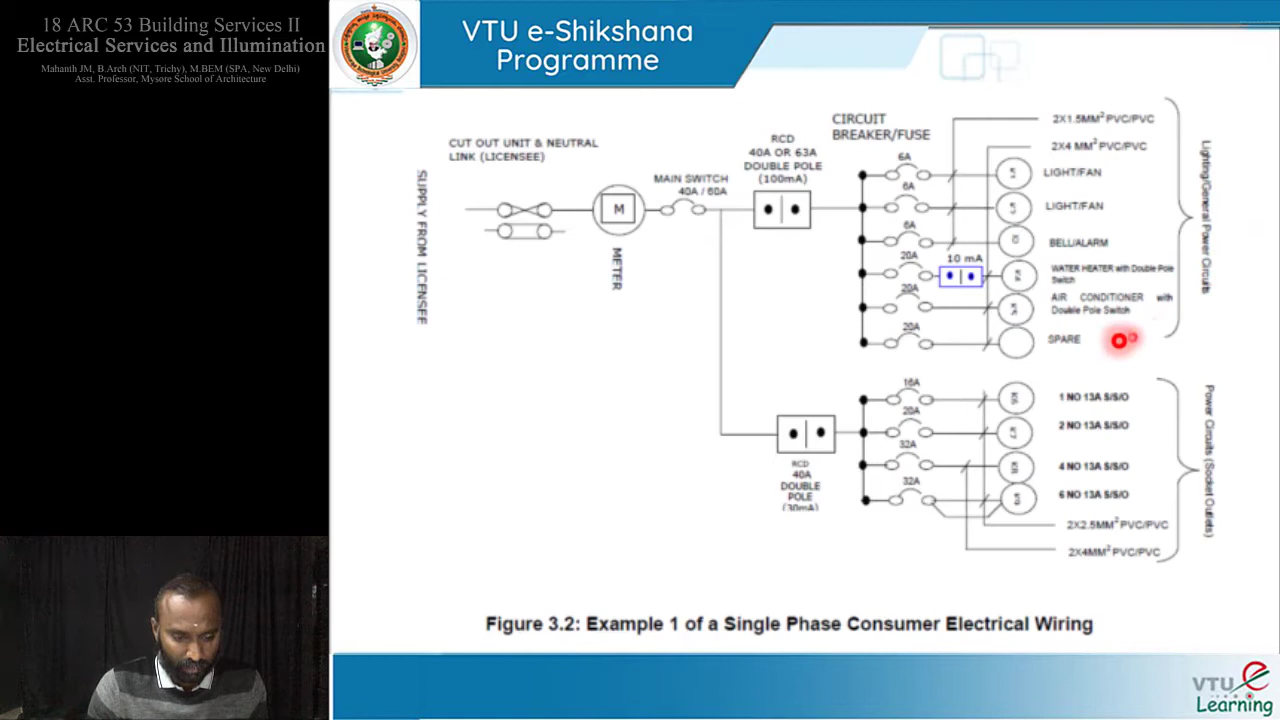 18 ARC 53 Building Services II
Electrical Services and Illumination
Mahanth JM, B.Arch (NIT, Trichy), M.BEM (SPA, New Delhi)
Asst. Professor, Mysore School of Architecture
VTU e-Shikshana
Programme
CUT OUT UNIT & NEUTRAL
LINK (LICENSEE)
SUPPLY FROM LICENSEE
M
METER
MAIN SWITCH
40A / 60A
RCD
40A OR 63A
DOUBLE POLE
(100mA)
CIRCUIT
BREAKER/FUSE
2X1.5MM2 PVC/PVC
2X4 MM2 PVC/PVC
6A
LIGHT/FAN
6A
LIGHT/FAN
6A
BELL/ALARM
20A
10 mA
WATER HEATER with Double Pole
Switch
20A
AIR CONDITIONER with
Double Pole Switch
20A
SPARE
Lighting/General Power Circuits
RCD
40A
DOUBLE
POLE
(30mA)
16A
1 NO 13A S/S/O
20A
2 NO 13A S/S/O
32A
4 NO 13A S/S/O
32A
6 NO 13A S/S/O
2X2.5MM2 PVC/PVC
2X4MM2 PVC/PVC
Power Circuits (Socket Outlets)
Figure 3.2: Example 1 of a Single Phase Consumer Electrical Wiring
VTU e
Learning